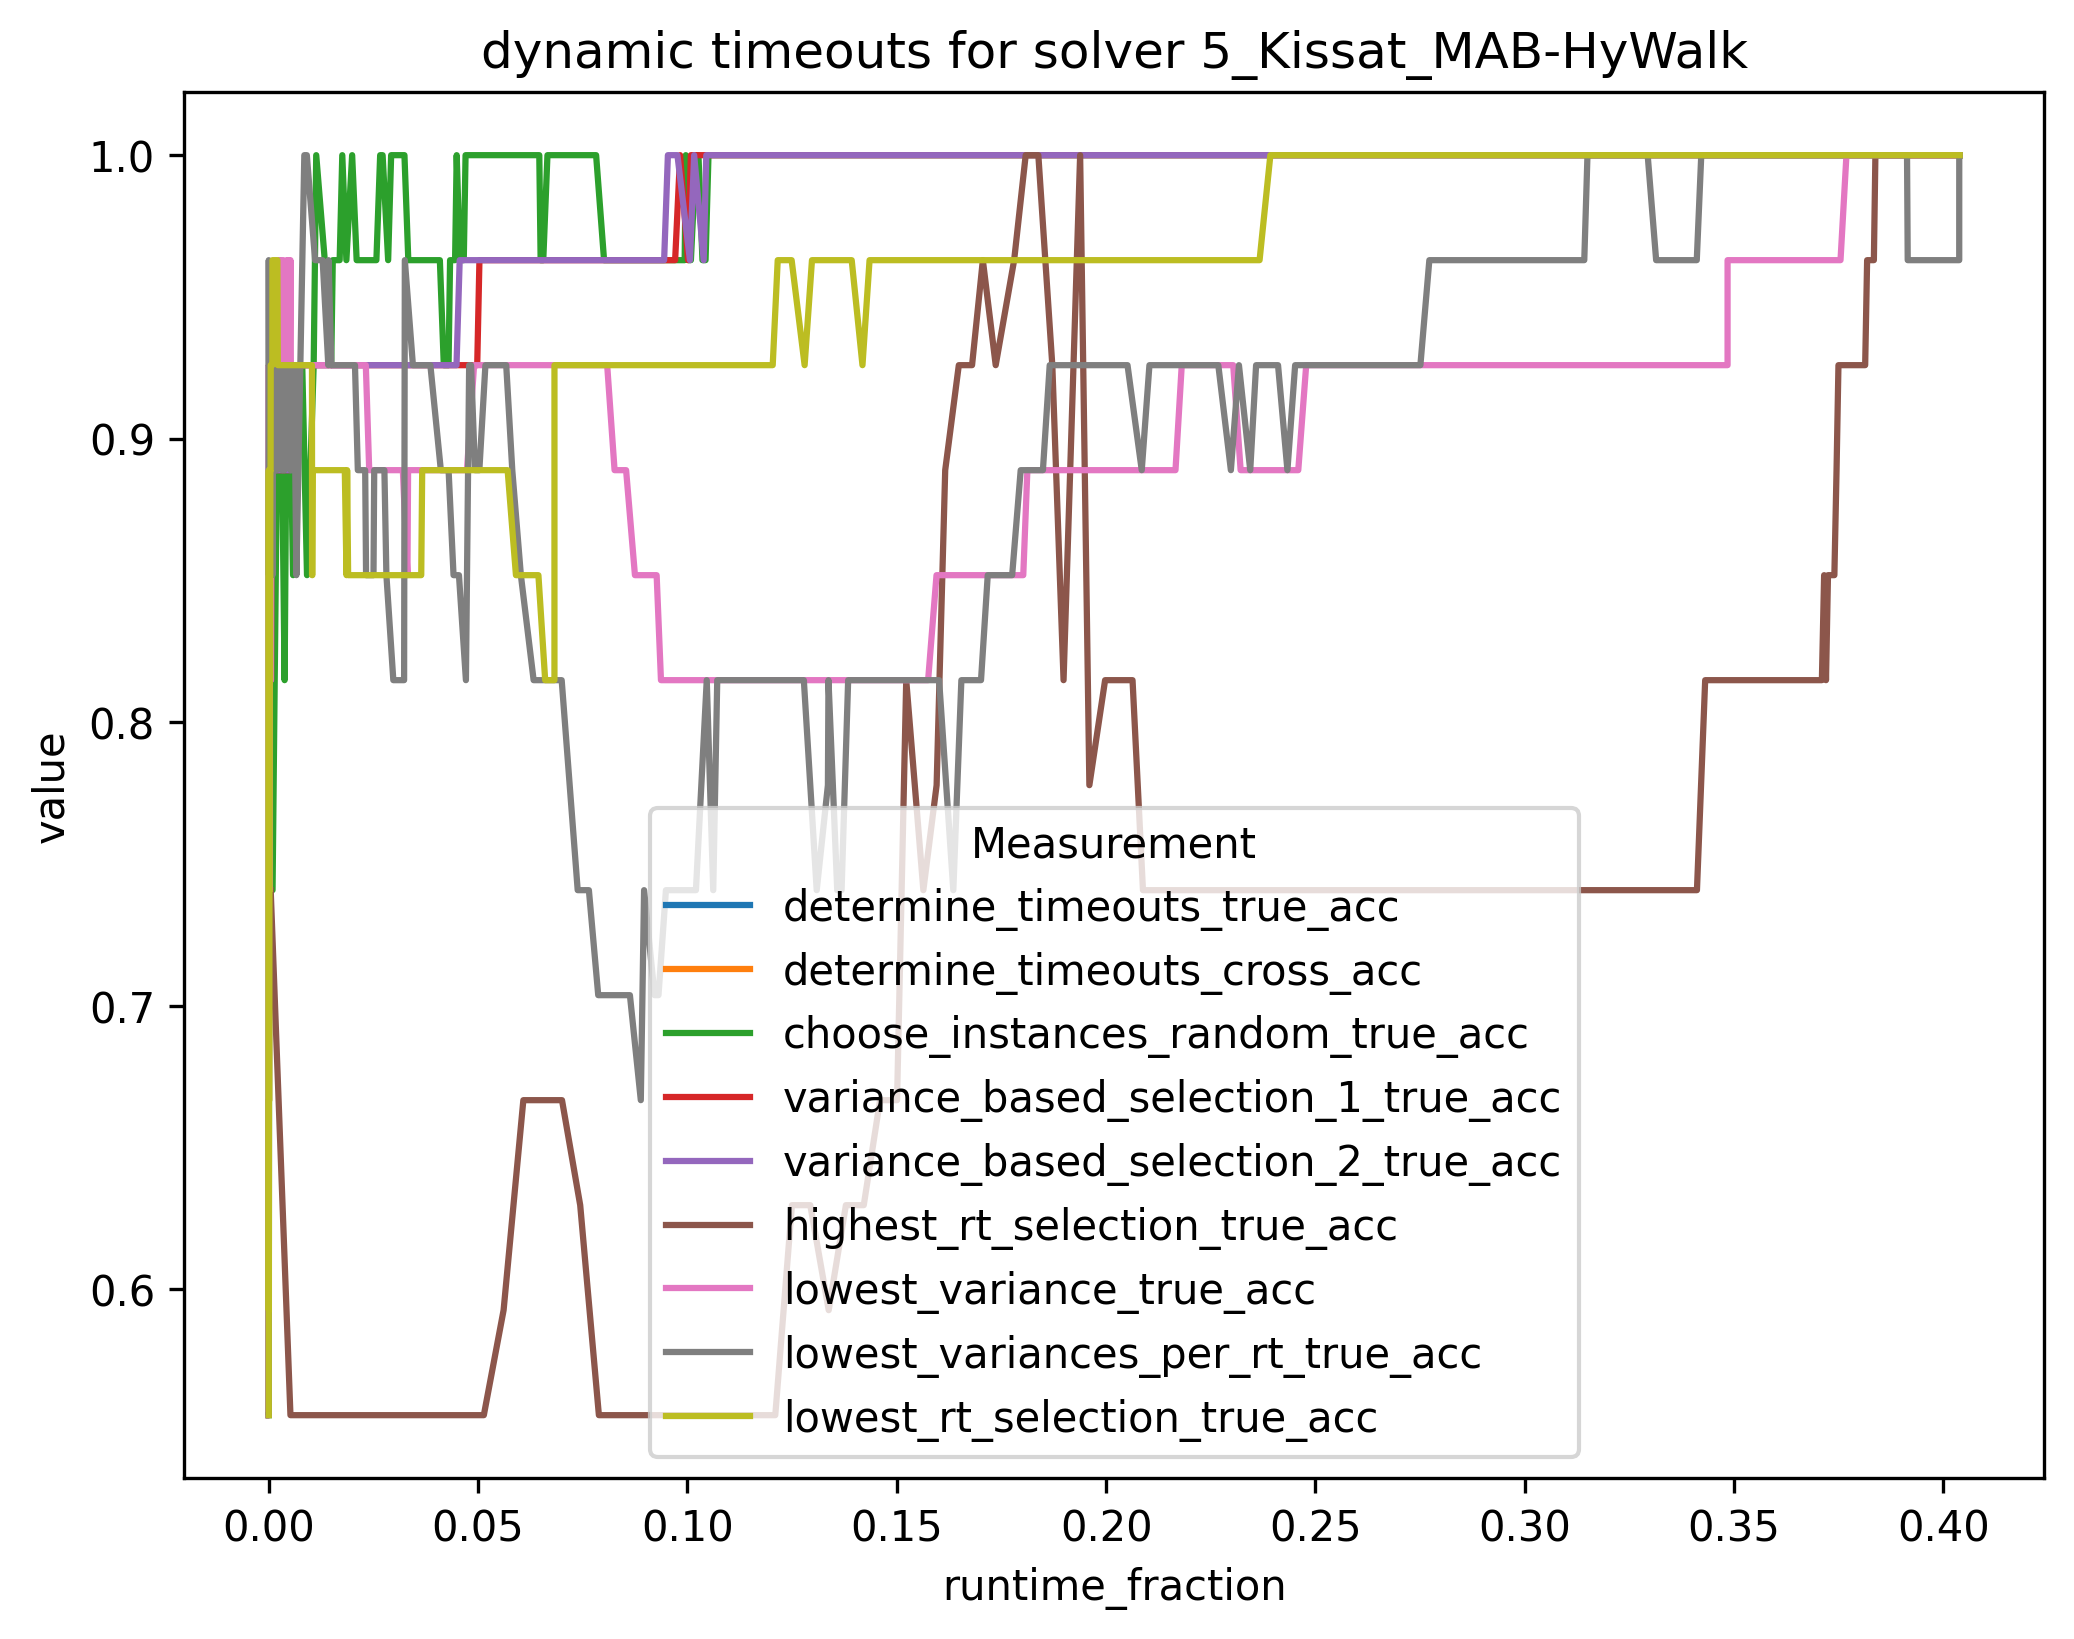 dynamic timeouts for solver 5_Kissat_MAB-HyWalk
1.0
0.9
0.8
0.7
0.6
value
Measurement
determine_timeouts_true_acc
determine_timeouts_cross_acc
choose_instances_random_true_acc
variance_based_selection_1_true_acc
variance_based_selection_2_true_acc
highest_rt_selection_true_acc
lowest_variance_true_acc
lowest_variances_per_rt_true_acc
lowest_rt_selection_true_acc
0.00 0.05 0.10 0.15 0.20 0.25 0.30 0.35 0.40
runtime_fraction